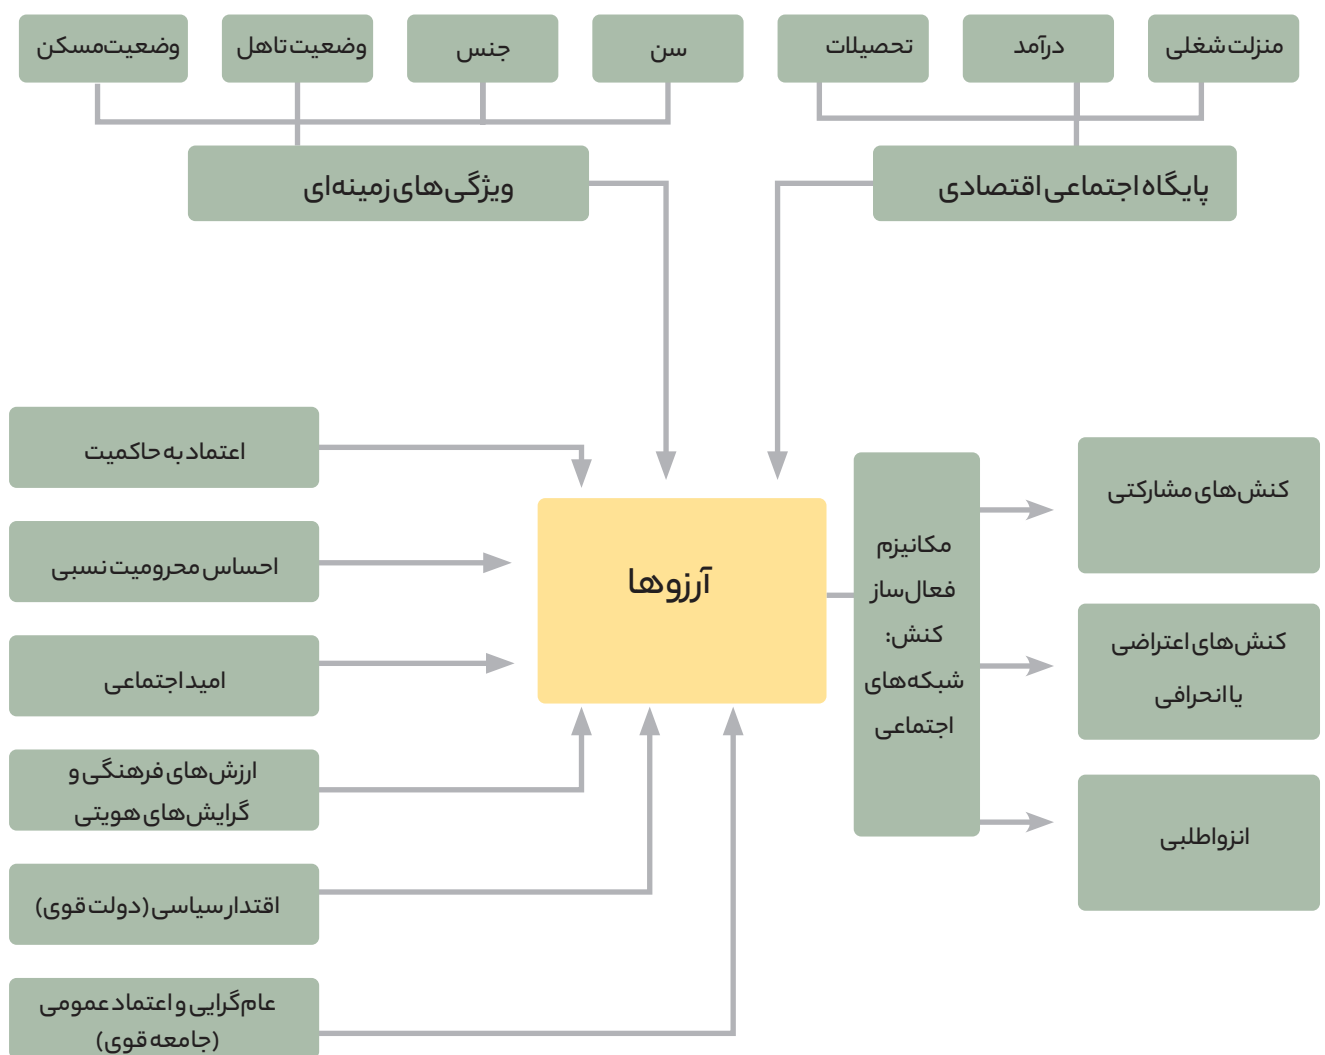 منزلت شغلی
درآمد
تحصیلات
سن
جنس
وضعیت تاهل
وضعیت مسکن
پایگاه اجتماعی اقتصادی
ویژگی‌های زمینه‌ای
اعتماد به حاکمیت
احساس محرومیت نسبی
امید اجتماعی
ارزش‌های فرهنگی و
گرایش‌های هویتی
اقتدار سیاسی (دولت قوی)
عام‌گرایی و اعتماد عمومی
(جامعه قوی)
آرزوها
مکانیزم
فعال‌ساز
کنش:
شبکه‌های
اجتماعی
کنش‌های مشارکتی
کنش‌های اعتراضی
یا انحرافی
انزواطلبی